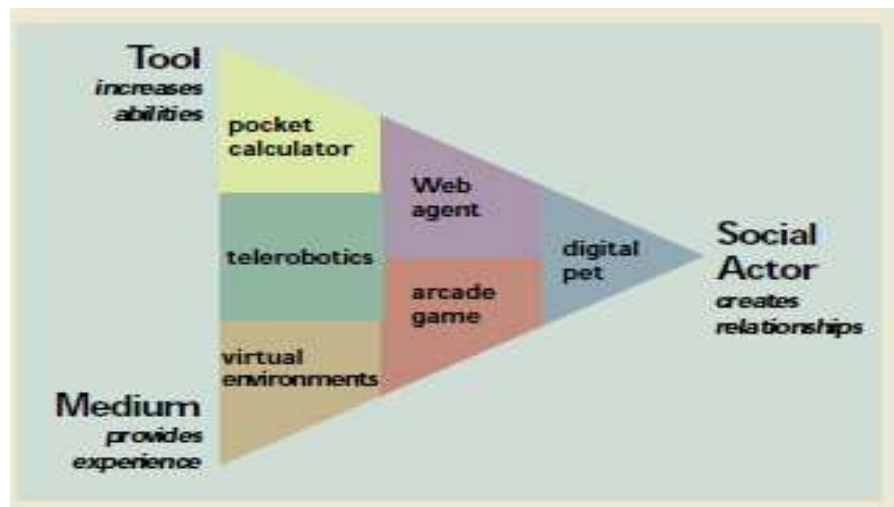 Tool
increases
abilities
pocket
calculator
Web
agent
telerobotics
digital
pet
Social
Actor
creates
relationships
arcade
game
virtual
environments
Medium
provides
experience